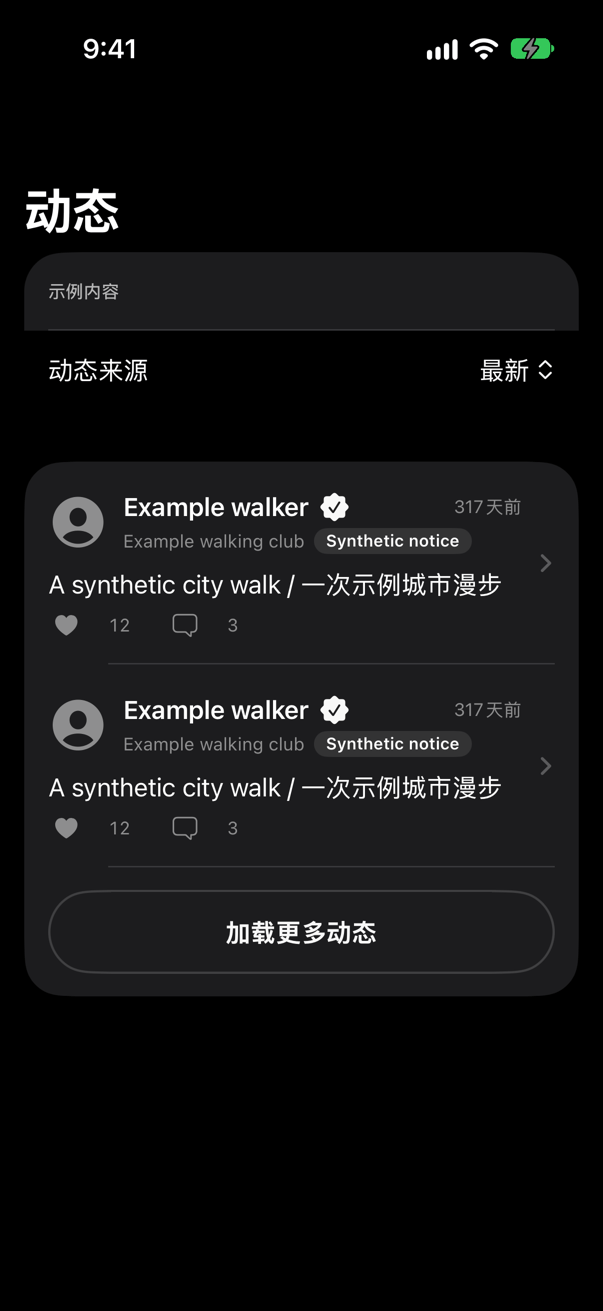 9:41
动态
示例内容
动态来源 最新
Example walker 317天前
Example walking club Synthetic notice
A synthetic city walk / 一次示例城市漫步
12 3
Example walker 317天前
Example walking club Synthetic notice
A synthetic city walk / 一次示例城市漫步
12 3
加载更多动态